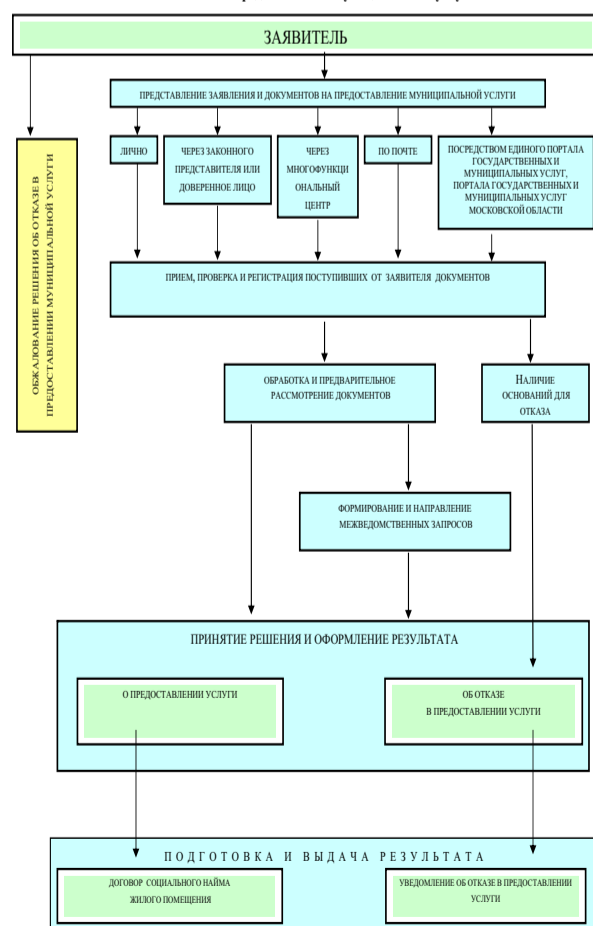 ЗАЯВИТЕЛЬ
ПРЕДСТАВЛЕНИЕ ЗАЯВЛЕНИЯ И ДОКУМЕНТОВ НА ПРЕДОСТАВЛЕНИЕ МУНИЦИПАЛЬНОЙ УСЛУГИ
ОБЖАЛОВАНИЕ РЕШЕНИЯ ОБ ОТКАЗЕ В
ПРЕДОСТАВЛЕНИИ МУНИЦИПАЛЬНОЙ УСЛУГИ
ЛИЧНО
ЧЕРЕЗ ЗАКОННОГО
ПРЕДСТАВИТЕЛЯ ИЛИ
ДОВЕРЕННОЕ ЛИЦО
ЧЕРЕЗ
МНОГОФУНКЦИ
ОНАЛЬНЫЙ
ЦЕНТР
ПО ПОЧТЕ
ПОСРЕДСТВОМ ЕДИНОГО ПОРТАЛА
ГОСУДАРСТВЕННЫХ И
МУНИЦИПАЛЬНЫХ УСЛУГ,
ПОРТАЛА ГОСУДАРСТВЕННЫХ И
МУНИЦИПАЛЬНЫХ УСЛУГ
МОСКОВСКОЙ ОБЛАСТИ
ПРИЕМ, ПРОВЕРКА И РЕГИСТРАЦИЯ ПОСТУПИВШИХ ОТ ЗАЯВИТЕЛЯ ДОКУМЕНТОВ
ОБРАБОТКА И ПРЕДВАРИТЕЛЬНОЕ
РАССМОТРЕНИЕ ДОКУМЕНТОВ
НАЛИЧИЕ
ОСНОВАНИЙ ДЛЯ
ОТКАЗА
ФОРМИРОВАНИЕ И НАПРАВЛЕНИЕ
МЕЖВЕДОМСТВЕННЫХ ЗАПРОСОВ
ПРИНЯТИЕ РЕШЕНИЯ И ОФОРМЛЕНИЕ РЕЗУЛЬТАТА
О ПРЕДОСТАВЛЕНИИ УСЛУГИ
ОБ ОТКАЗЕ
В ПРЕДОСТАВЛЕНИИ УСЛУГИ
ПОДГОТОВКА И ВЫДАЧА РЕЗУЛЬТАТА
ДОГОВОР СОЦИАЛЬНОГО НАЙМА
ЖИЛОГО ПОМЕЩЕНИЯ
УВЕДОМЛЕНИЕ ОБ ОТКАЗЕ В ПРЕДОСТАВЛЕНИИ
УСЛУГИ